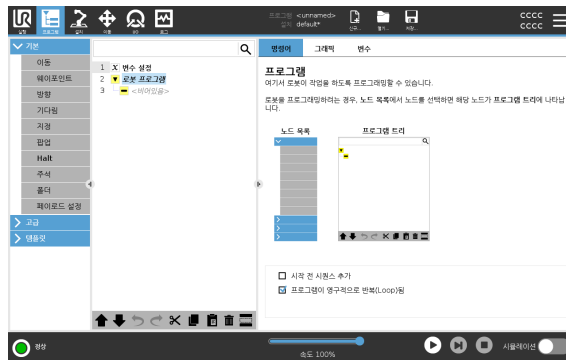 UR
실행
프로그램
설치
이동
I/O
로그
프로그램 <unnamed>
설치 default*
신규...
열기...
저장...
cccc
cccc
기본
이동
웨이포인트
방향
기다림
지정
팝업
Halt
주석
폴더
페이로드 설정
고급
템플릿
1 X 변수 설정
2 로봇 프로그램
3 <비어있음>
명령어 그래픽 변수
프로그램
여기서 로봇이 작업을 하도록 프로그래밍할 수 있습니다.
로봇을 프로그래밍하려는 경우, 노드 목록에서 노드를 선택하면 해당 노드가 프로그램 트리에 나타납
니다.
노드 목록 프로그램 트리
시작 전 시퀀스 추가
프로그램이 영구적으로 반복(Loop)됨
정상
속도 100%
시뮬레이션